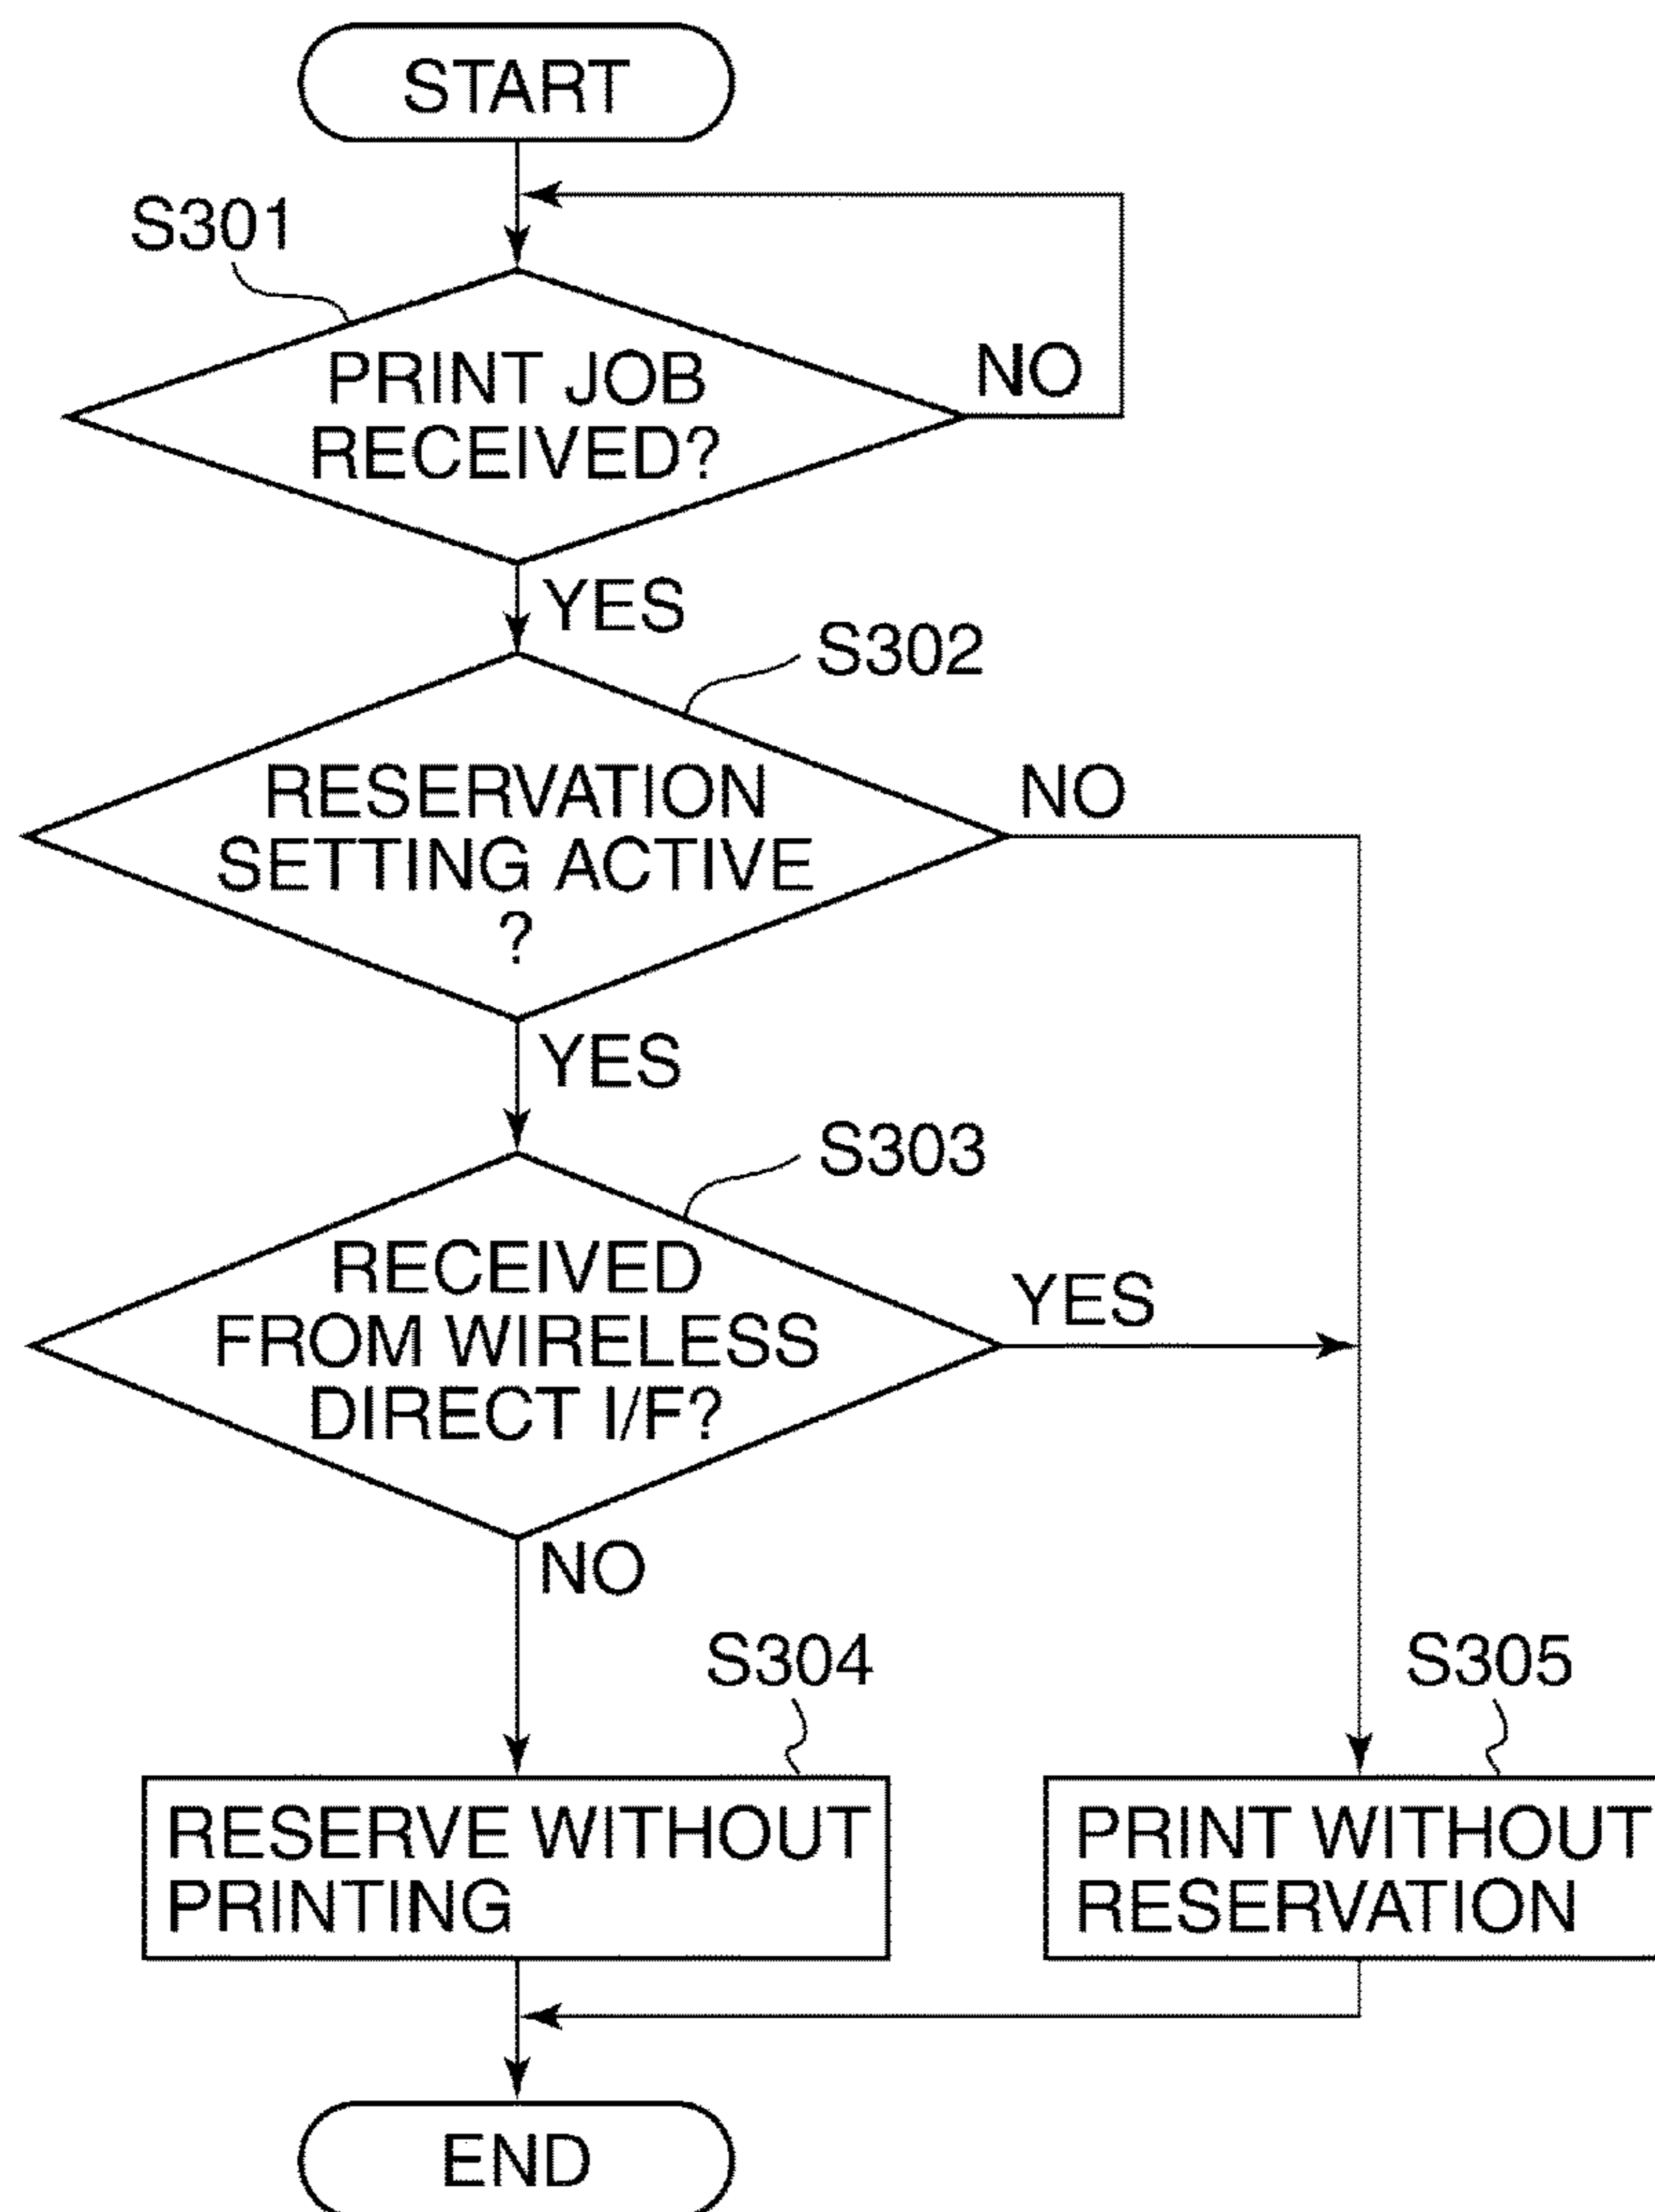 START
S301
PRINT JOB
RECEIVED?
NO
YES
S302
RESERVATION
SETTING ACTIVE
?
NO
YES
S303
RECEIVED
FROM WIRELESS
DIRECT I/F?
YES
NO
S304
RESERVE WITHOUT
PRINTING
S305
PRINT WITHOUT
RESERVATION
END